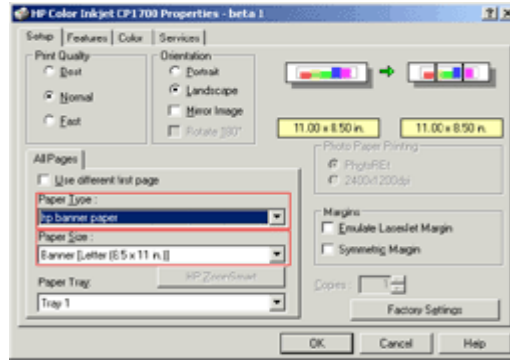 HP Color Inkjet CP1700 Properties - beta 1
Setup Features Color Services
Print Quality
Best
Normal
Fast
Orientation
Portrait
Landscape
Mirror Image
Rotate 180°
11.00 x 8.50 in.
11.00 x 8.50 in.
All Pages
Use different first page
Paper Type :
hp banner paper
Paper Size :
Banner [Letter (8.5 x 11 in.)]
HP ZoomSmart
Paper Tray:
Tray 1
Photo Paper Printing
PhotoREt
2400x1200dpi
Margins
Emulate LaserJet Margin
Symmetric Margin
Copies : 1
Factory Settings
OK Cancel Help